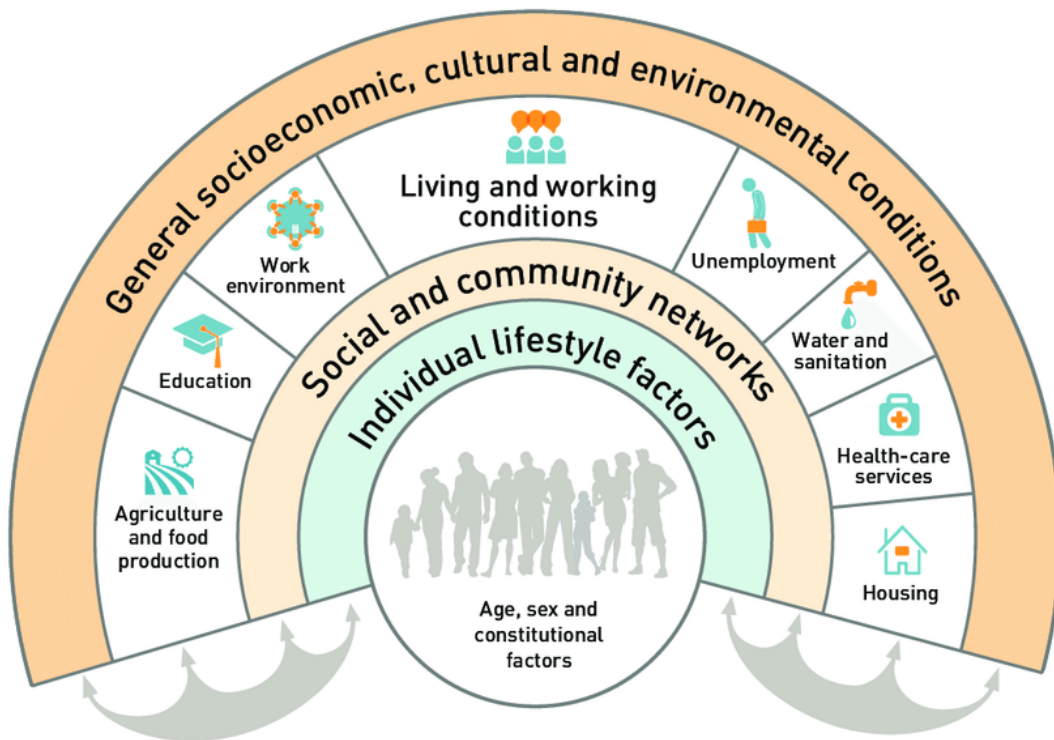 General socioeconomic, cultural and environmental conditions
Living and working
conditions
Work
environment
Unemployment
Education
Water and
sanitation
Agriculture
and food
production
Health-care
services
Housing
Social and community networks
Individual lifestyle factors
Age, sex and
constitutional
factors